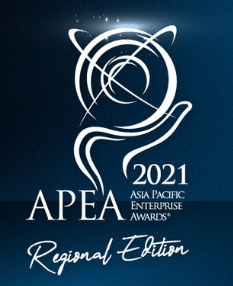 2021
APEA ASIA PACIFIC
ENTERPRISE
AWARDS®
Regional Edition